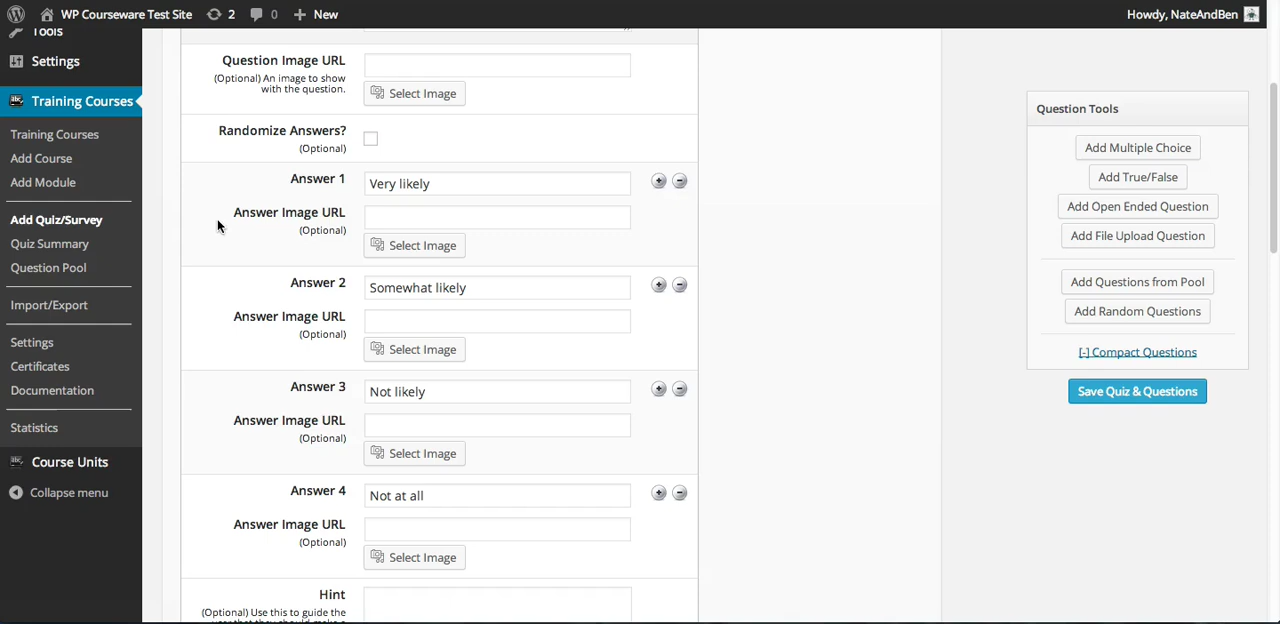 WP Courseware Test Site 2 0 New Howdy, NateAndBen
Tools
Settings
Training Courses
Training Courses
Add Course
Add Module
Add Quiz/Survey
Quiz Summary
Question Pool
Import/Export
Settings
Certificates
Documentation
Statistics
Course Units
Collapse menu
Question Image URL
(Optional) An image to show
with the question.
Select Image
Randomize Answers?
(Optional)
Answer 1 Very likely
Answer Image URL
(Optional)
Select Image
Answer 2 Somewhat likely
Answer Image URL
(Optional)
Select Image
Answer 3 Not likely
Answer Image URL
(Optional)
Select Image
Answer 4 Not at all
Answer Image URL
(Optional)
Select Image
Hint
(Optional) Use this to guide the
user that they should make a
Question Tools
Add Multiple Choice
Add True/False
Add Open Ended Question
Add File Upload Question
Add Questions from Pool
Add Random Questions
[-] Compact Questions
Save Quiz & Questions